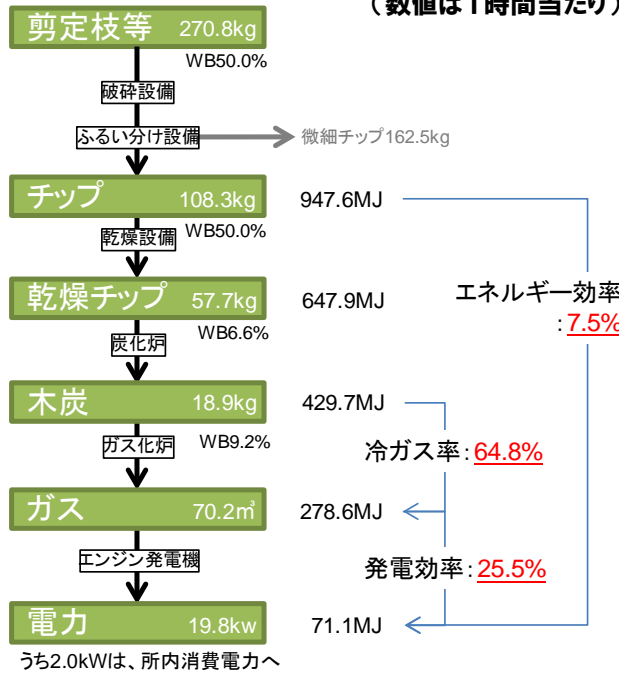 (数値は1時間当たり)
剪定枝等 270.8kg
WB50.0%
破砕設備
ふるい分け設備 微細チップ162.5kg
チップ 108.3kg 947.6MJ
乾燥設備 WB50.0%
乾燥チップ 57.7kg 647.9MJ エネルギー効率
:7.5%
炭化炉 WB6.6%
木炭 18.9kg 429.7MJ
ガス化炉 WB9.2% 冷ガス率:64.8%
ガス 70.2㎥ 278.6MJ
エンジン発電機 発電効率:25.5%
電力 19.8kw 71.1MJ
うち2.0kWは、所内消費電力へ